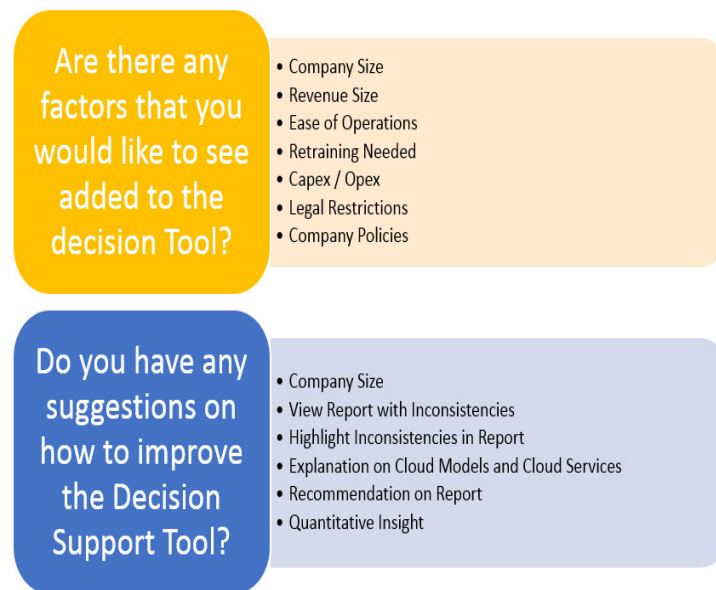 Are there any
factors that you
would like to see
added to the
decision Tool?
• Company Size
• Revenue Size
• Ease of Operations
• Retraining Needed
• Capex / Opex
• Legal Restrictions
• Company Policies
Do you have any
suggestions on
how to improve
the Decision
Support Tool?
• Company Size
• View Report with Inconsistencies
• Highlight Inconsistencies in Report
• Explanation on Cloud Models and Cloud Services
• Recommendation on Report
• Quantitative Insight